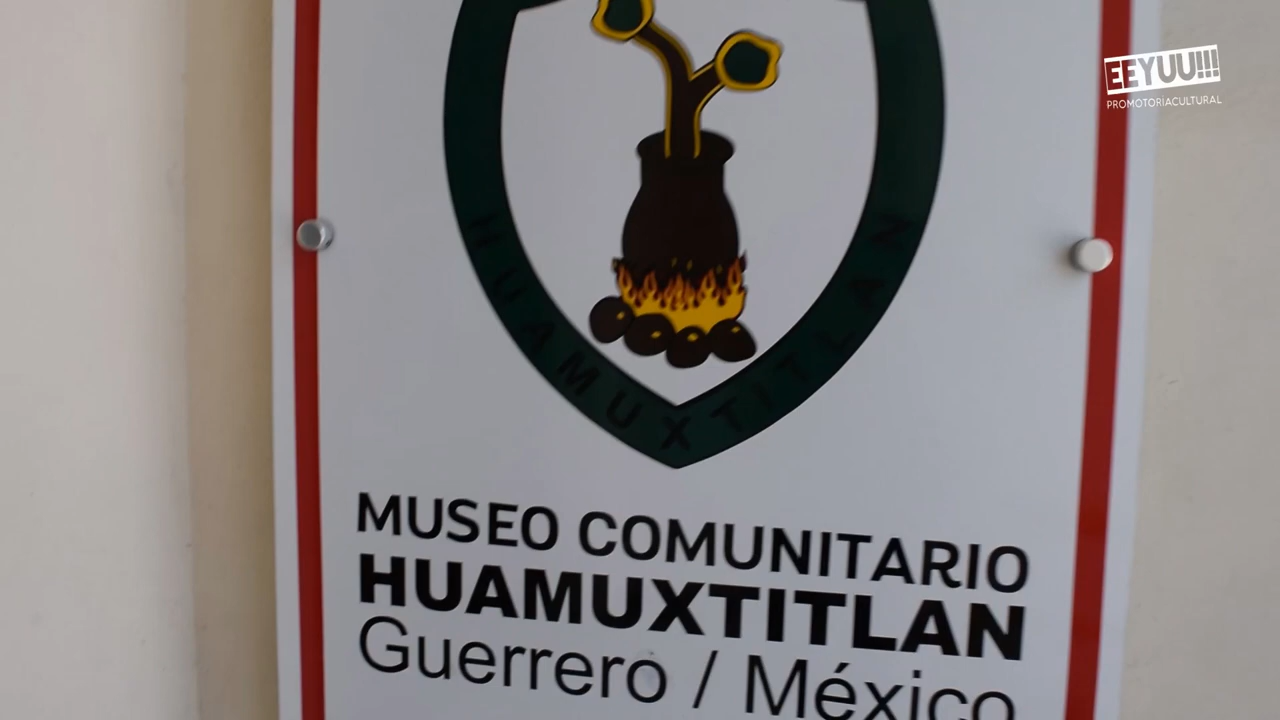 EEYUU!!!
PROMOTORIACULTURAL
HUAMUXTITLAN
MUSEO COMUNITARIO
HUAMUXTITLAN
Guerrero / México